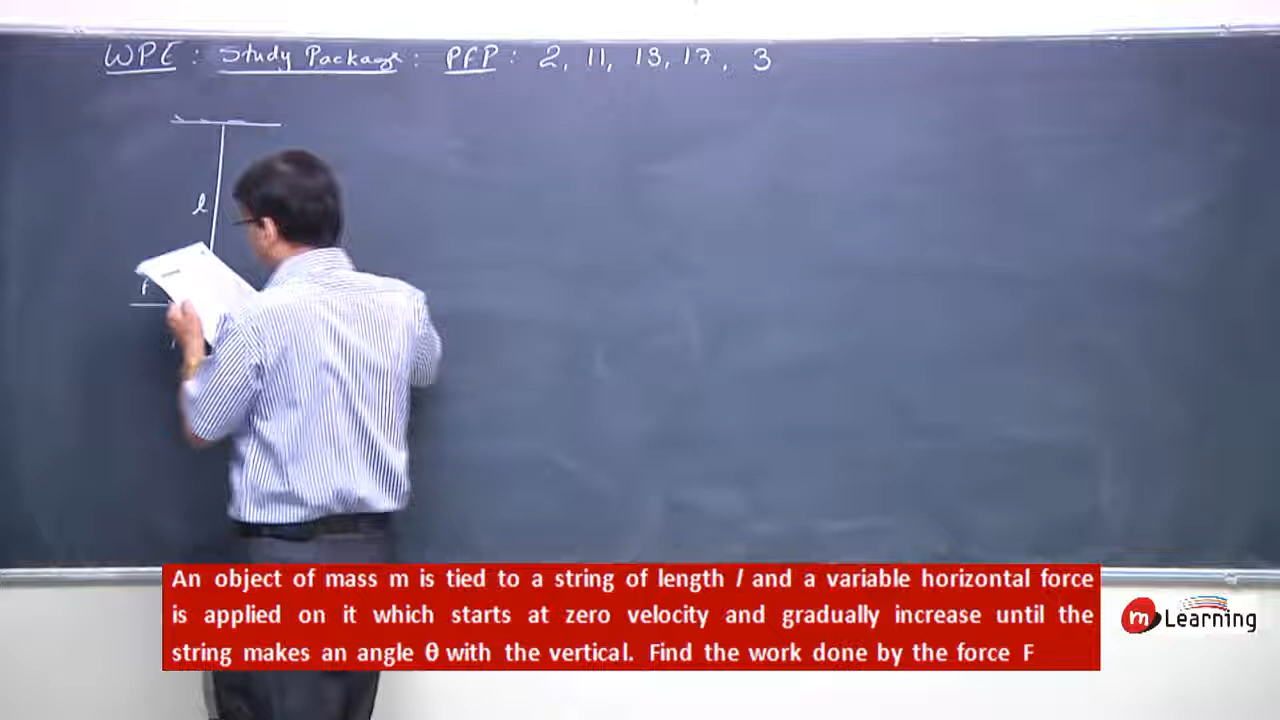 WPE : Study Package : PFP : 2, 11, 13, 17, 3
l
F
An object of mass m is tied to a string of length l and a variable horizontal force
is applied on it which starts at zero velocity and gradually increase until the
string makes an angle θ with the vertical. Find the work done by the force F
m Learning